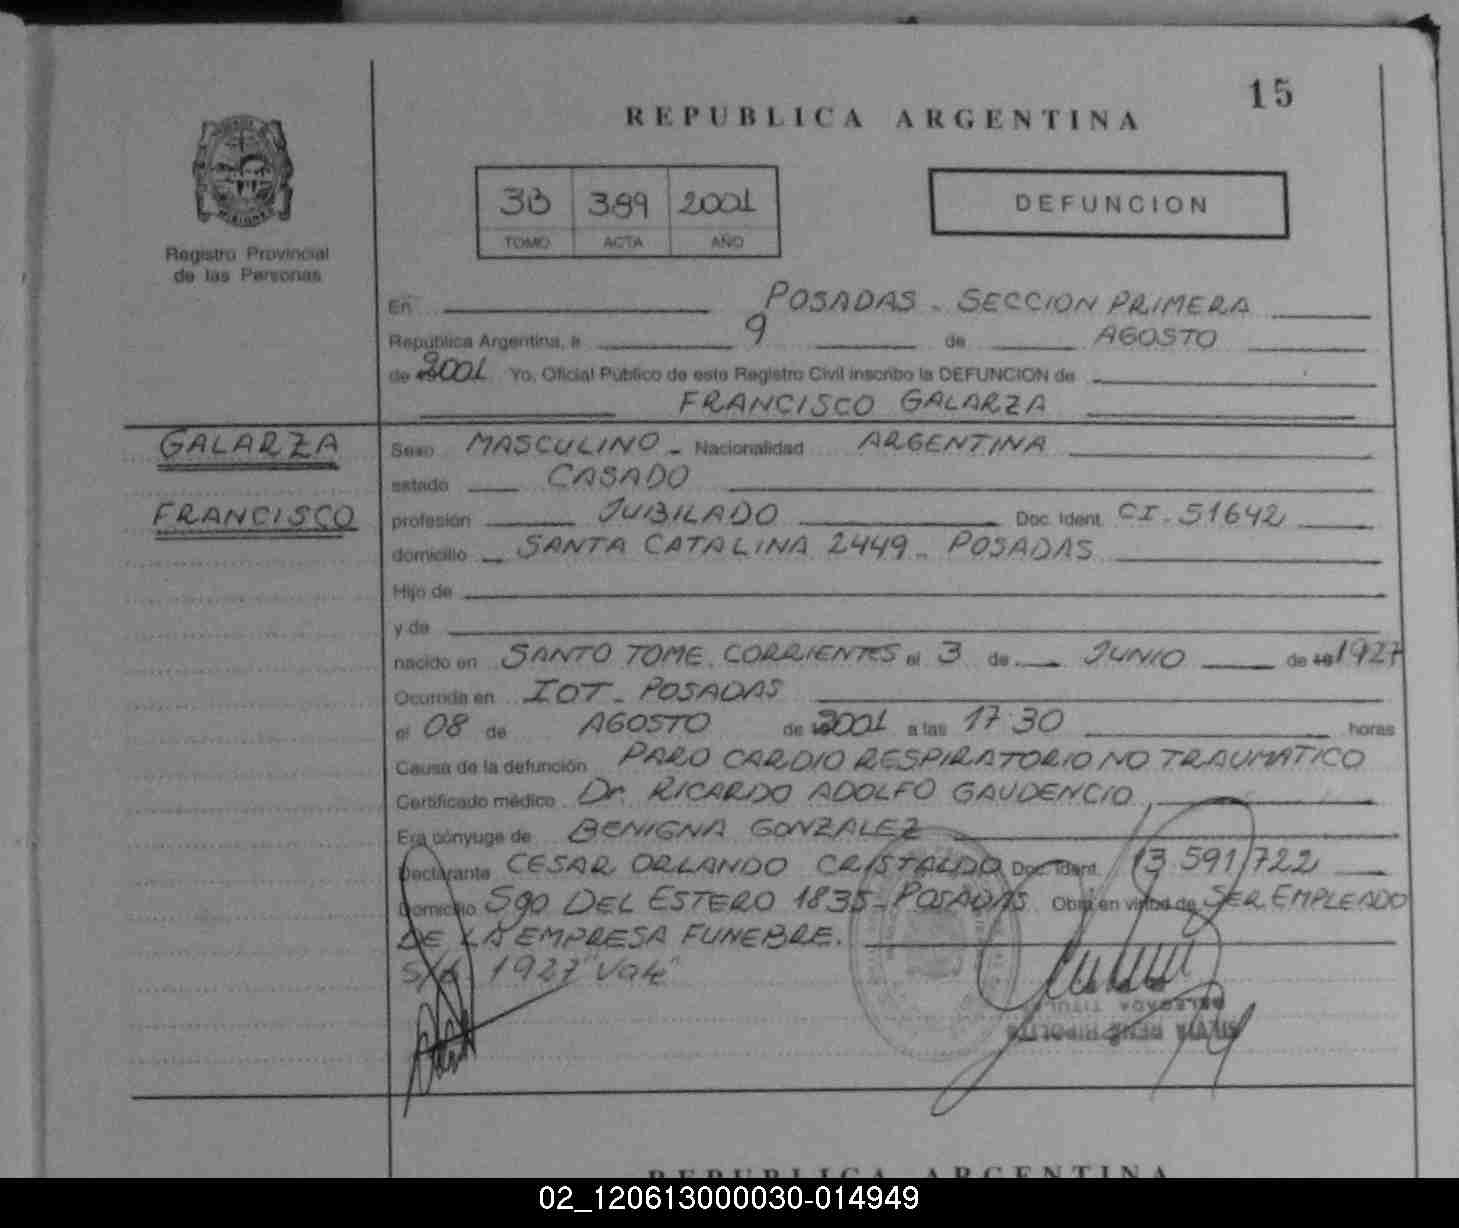 15
REPUBLICA ARGENTINA
3B 389 2001
TOMO ACTA AÑO
DEFUNCION
Registro Provincial
de las Personas
En POSADAS - SECCION PRIMERA
República Argentina, a 9 de AGOSTO
de 2001 Yo, Oficial Público de este Registro Civil inscribo la DEFUNCION de
FRANCISCO GALARZA
GALARZA
FRANCISCO
Sexo MASCULINO - Nacionalidad ARGENTINA
estado CASADO
profesión JUBILADO Doc. Ident. CI - 51642
domicilio SANTA CATALINA 2449 - POSADAS
Hijo de
y de
nacido en SANTO TOME. CORRIENTES el 3 de JUNIO de 19 1927
Ocurrida en IOT - POSADAS
el 08 de AGOSTO de 2001 a las 17:30 horas
Causa de la defunción PARO CARDIO RESPIRATORIO NO TRAUMATICO
Certificado médico Dr. RICARDO ADOLFO GAUDENCIO
Era cónyuge de BENIGNA GONZALEZ
Declarante CESAR ORLANDO CRISTALDO Doc. Ident. 13.591.722
Domicilio Sgo DEL ESTERO 1835 - POSADAS Obra en virtud de SER EMPLEADO
DE LA EMPRESA FUNEBRE.
1927 "Vale"
REPUBLICA ARGENTINA
02_120613000030-014949